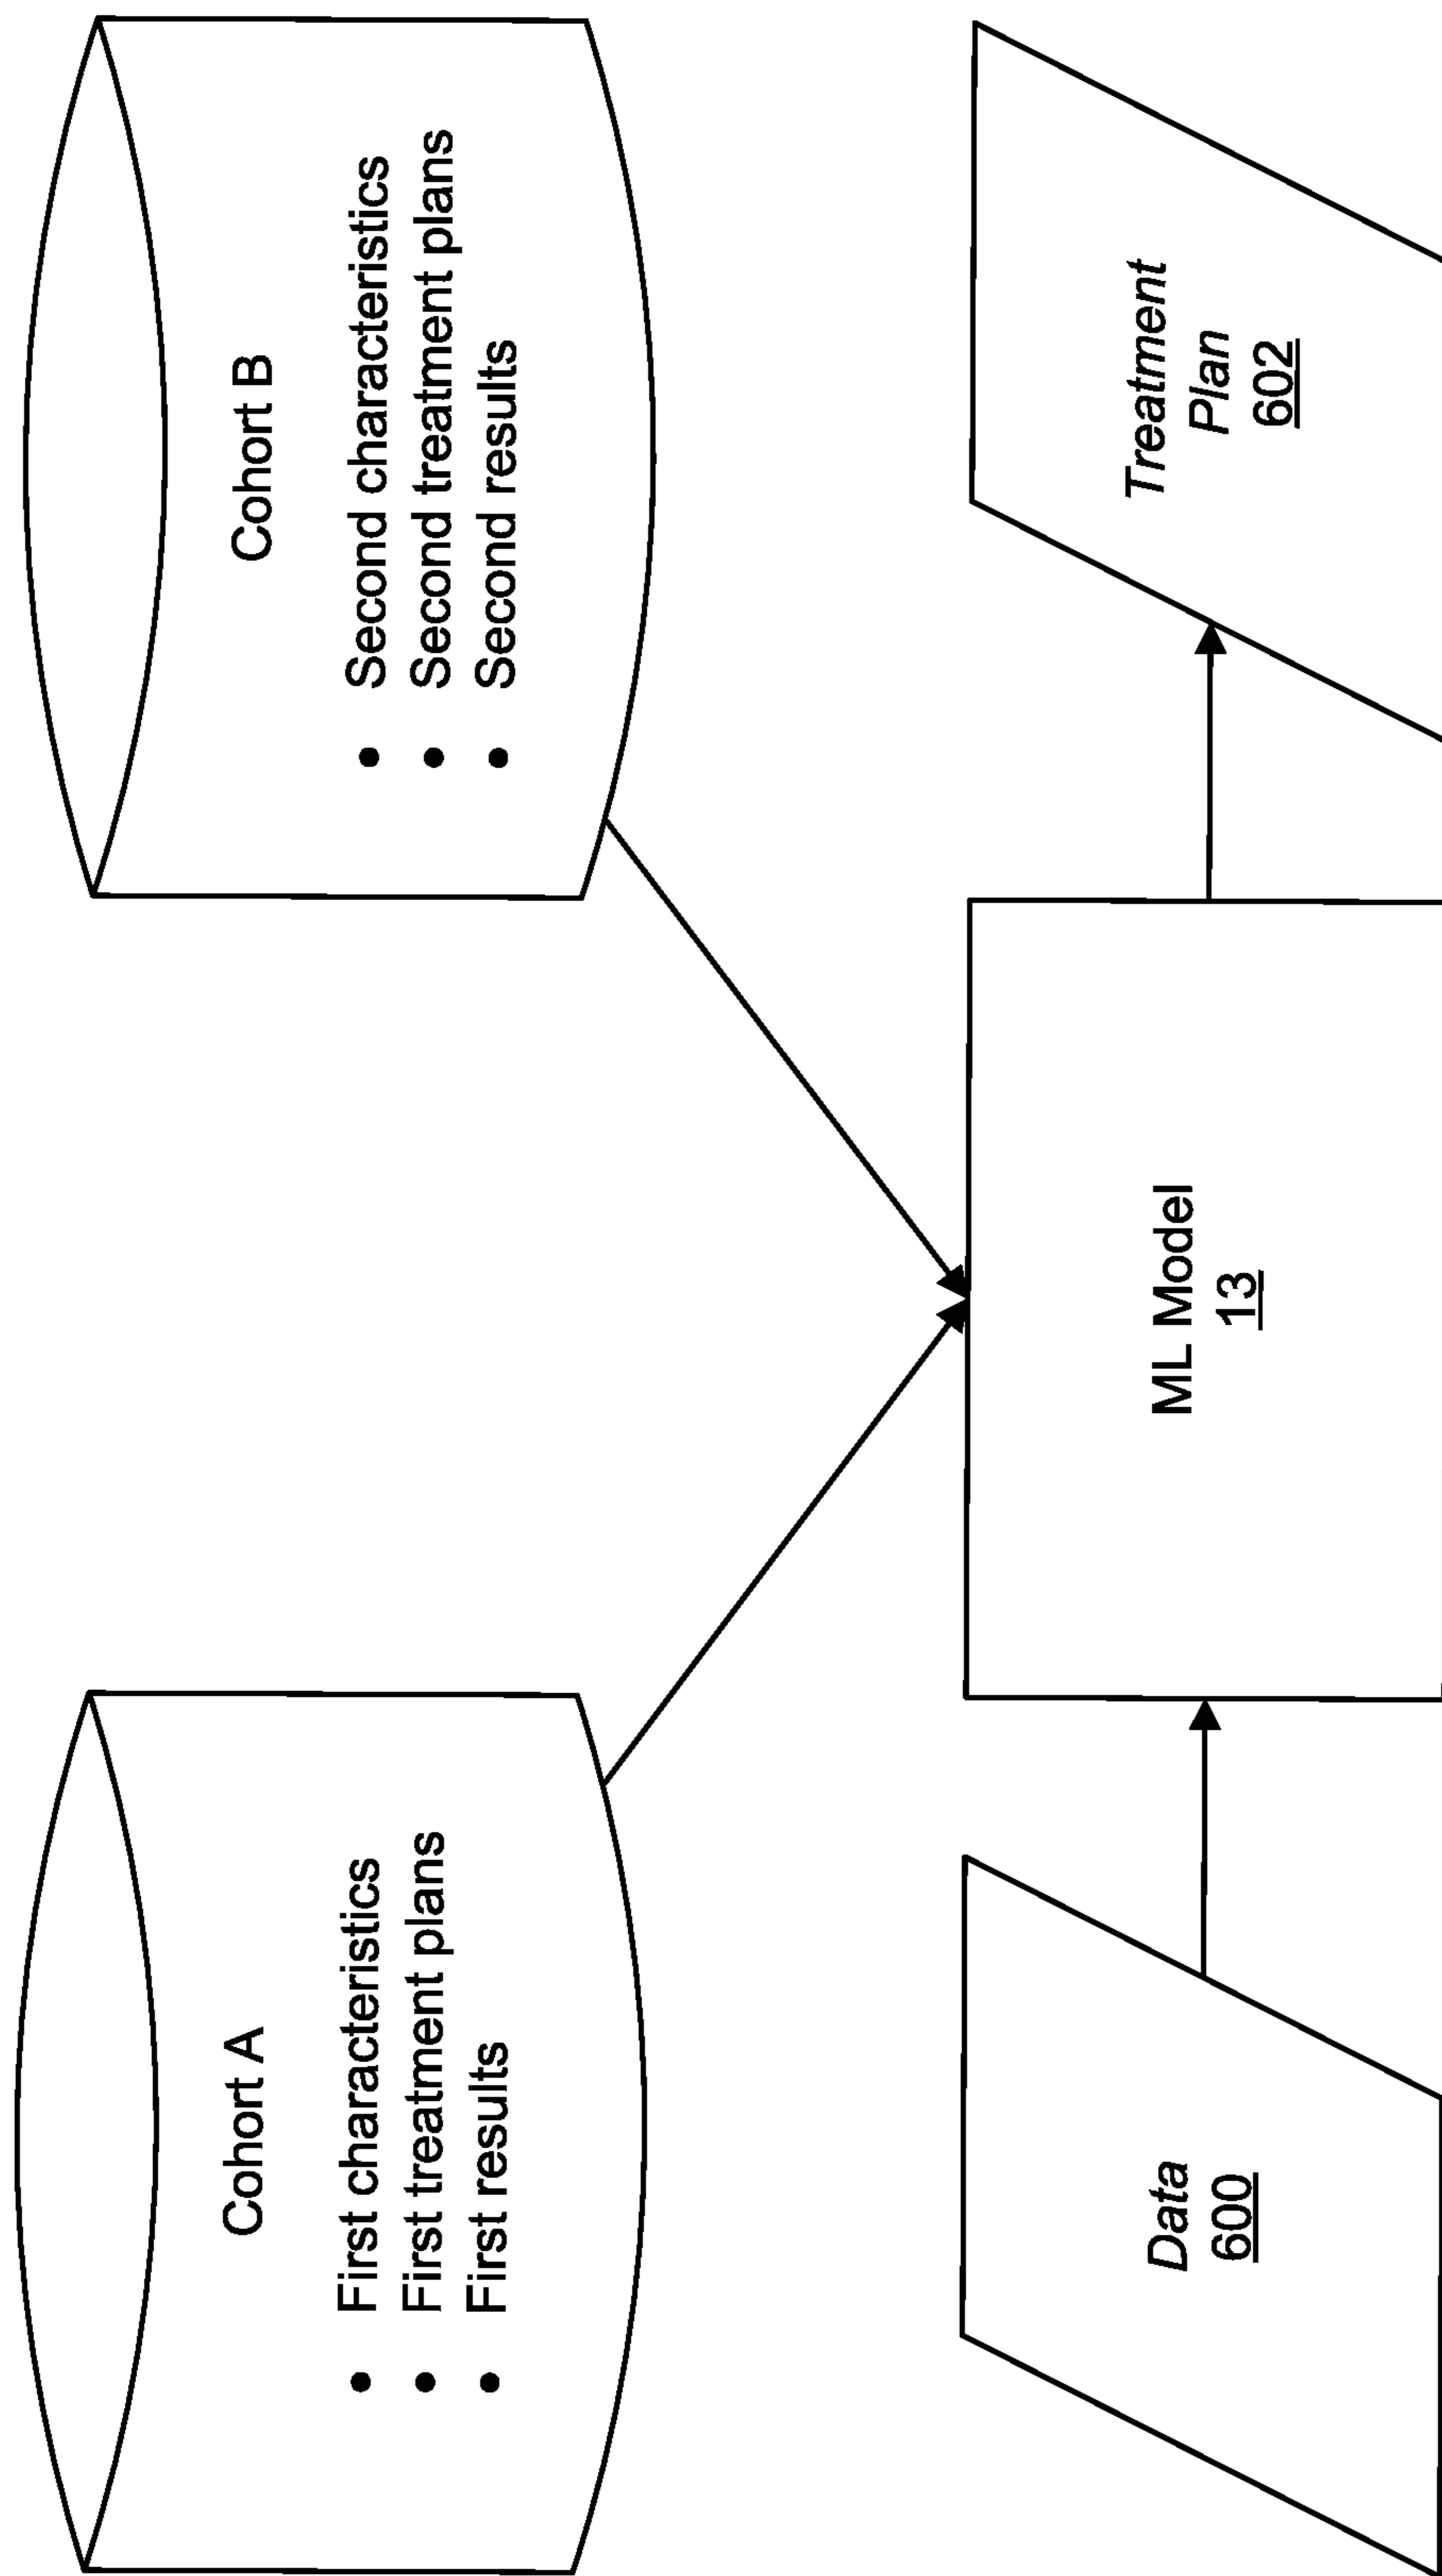 Cohort A
• First characteristics
• First treatment plans
• First results
Cohort B
• Second characteristics
• Second treatment plans
• Second results
Data
600
ML Model
13
Treatment
Plan
602